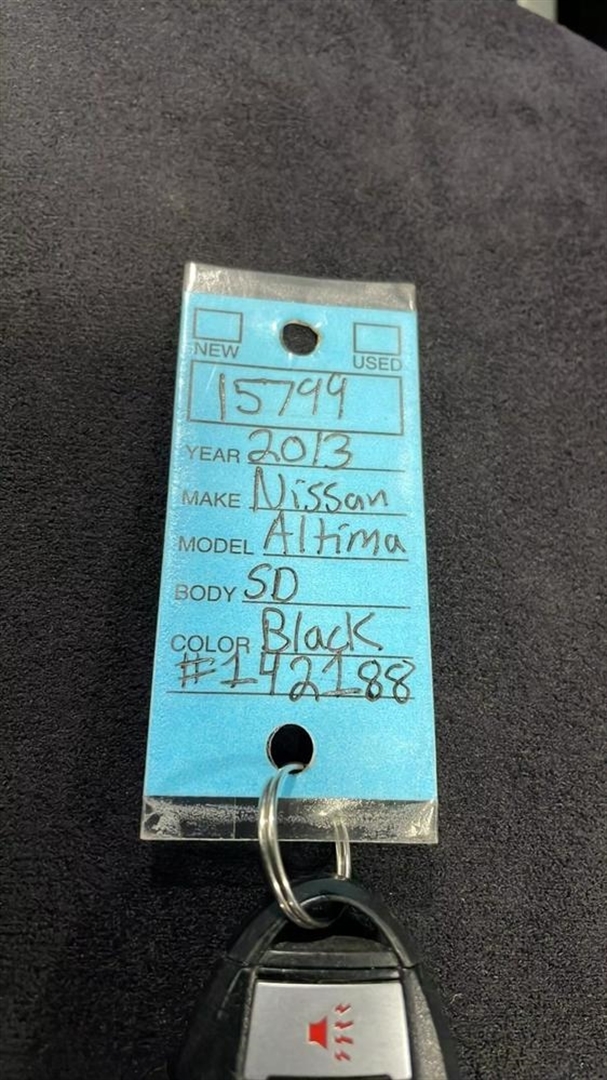 NEW USED
15799
YEAR 2013
MAKE Nissan
MODEL Altima
BODY SD
COLOR Black
#142188